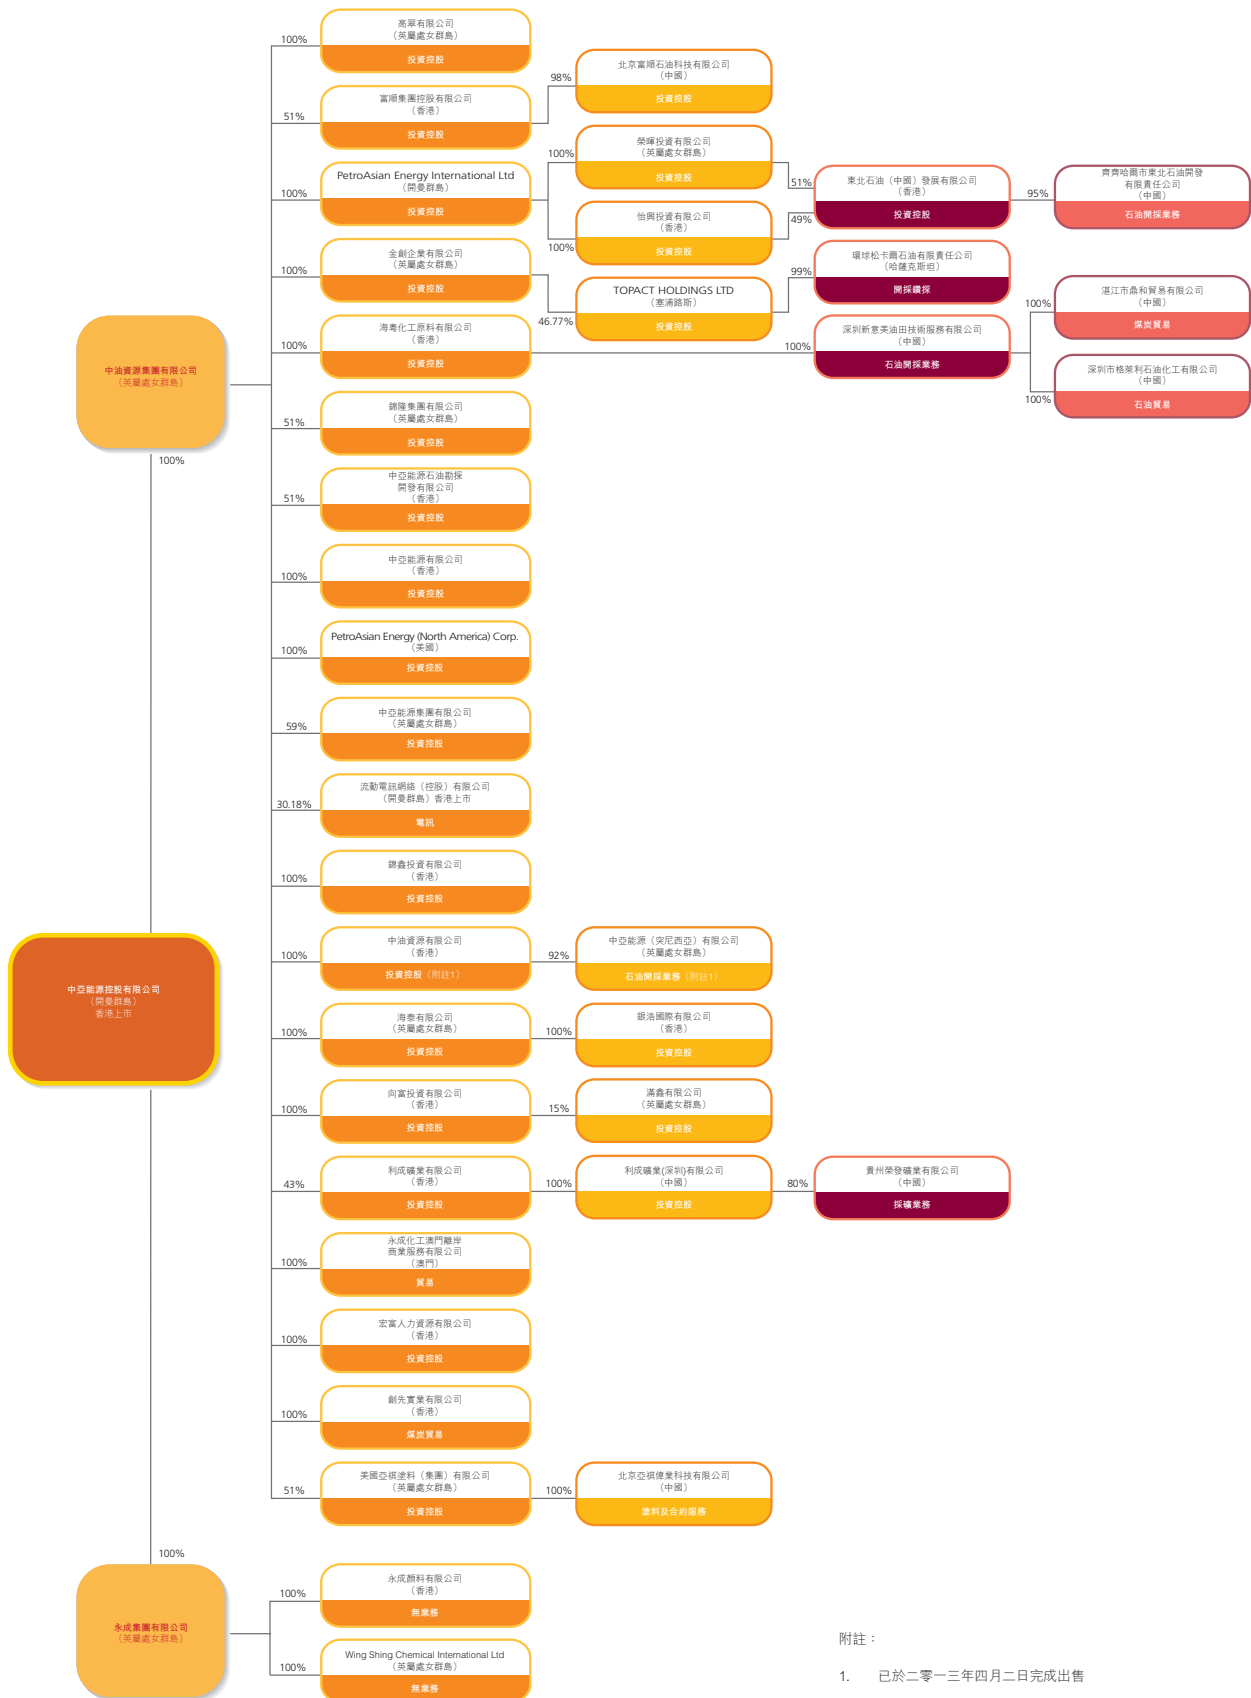 中亞能源控股有限公司
（開曼群島）
香港上市
100%
中油資源集團有限公司
（英屬處女群島）
100%
高翠有限公司
（英屬處女群島）
投資控股
51%
富順集團控股有限公司
（香港）
投資控股
98%
北京富順石油科技有限公司
（中國）
投資控股
100%
PetroAsian Energy International Ltd
（開曼群島）
投資控股
100%
榮暉投資有限公司
（英屬處女群島）
投資控股
100%
怡興投資有限公司
（香港）
投資控股
51%
49%
東北石油（中國）發展有限公司
（香港）
投資控股
95%
齊齊哈爾市東北石油開發
有限責任公司
（中國）
石油開採業務
100%
金創企業有限公司
（英屬處女群島）
投資控股
46.77%
TOPACT HOLDINGS LTD
（塞浦路斯）
投資控股
99%
環球松卡爾石油有限責任公司
（哈薩克斯坦）
開採鑽探
100%
海粵化工原料有限公司
（香港）
投資控股
100%
深圳新意美油田技術服務有限公司
（中國）
石油開採業務
100%
湛江市鼎和貿易有限公司
（中國）
煤炭貿易
100%
深圳市格萊利石油化工有限公司
（中國）
石油貿易
51%
錦隆集團有限公司
（英屬處女群島）
投資控股
51%
中亞能源石油勘探
開發有限公司
（香港）
投資控股
100%
中亞能源有限公司
（香港）
投資控股
100%
PetroAsian Energy (North America) Corp.
（美國）
投資控股
59%
中亞能源集團有限公司
（英屬處女群島）
投資控股
30.18%
流動電訊網絡（控股）有限公司
（開曼群島）香港上市
電訊
100%
錦鑫投資有限公司
（香港）
投資控股
100%
中油資源有限公司
（香港）
投資控股（附註1）
92%
中亞能源（突尼西亞）有限公司
（英屬處女群島）
石油開採業務（附註1）
100%
海泰有限公司
（英屬處女群島）
投資控股
100%
銀浩國際有限公司
（香港）
投資控股
100%
向富投資有限公司
（香港）
投資控股
15%
滿鑫有限公司
（英屬處女群島）
投資控股
43%
利成礦業有限公司
（香港）
投資控股
100%
利成礦業(深圳)有限公司
（中國）
投資控股
80%
貴州榮發礦業有限公司
（中國）
採礦業務
100%
永成化工澳門離岸
商業服務有限公司
（澳門）
貿易
100%
宏富人力資源有限公司
（香港）
投資控股
100%
創先實業有限公司
（香港）
煤炭貿易
51%
美國亞祺塗料（集團）有限公司
（英屬處女群島）
投資控股
100%
北京亞祺偉業科技有限公司
（中國）
塗料及合約服務
100%
永成集團有限公司
（英屬處女群島）
100%
永成顏料有限公司
（香港）
無業務
100%
Wing Shing Chemical International Ltd
（英屬處女群島）
無業務
附註：
1. 已於二零一三年四月二日完成出售